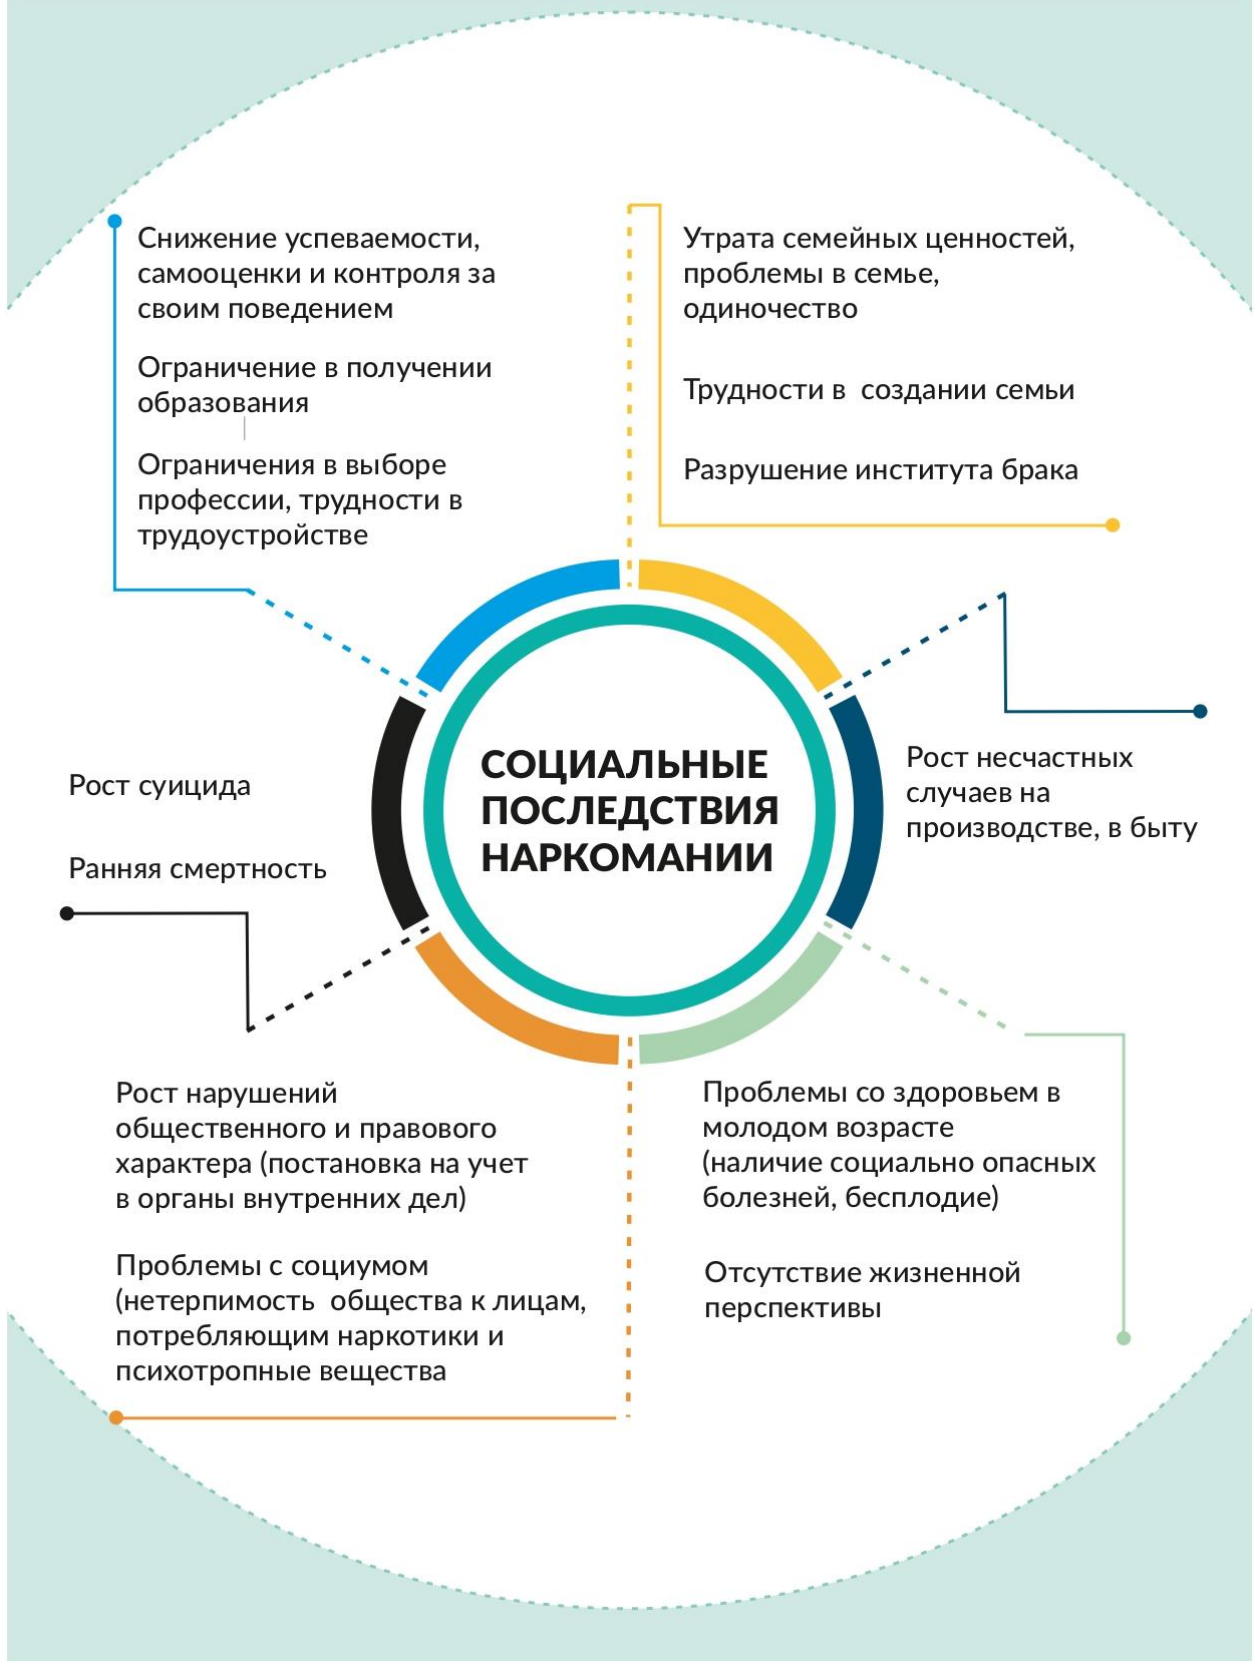 Снижение успеваемости,
самооценки и контроля за
своим поведением
Ограничение в получении
образования
Ограничения в выборе
профессии, трудности в
трудоустройстве
Утрата семейных ценностей,
проблемы в семье,
одиночество
Трудности в  создании семьи
Разрушение института брака
СОЦИАЛЬНЫЕ
ПОСЛЕДСТВИЯ
НАРКОМАНИИ
Рост суицида
Ранняя смертность
Рост несчастных
случаев на
производстве, в быту
Рост нарушений
общественного и правового
характера (постановка на учет
в органы внутренних дел)
Проблемы с социумом
(нетерпимость  общества к лицам,
потребляющим наркотики и
психотропные вещества
Проблемы со здоровьем в
молодом возрасте
(наличие социально опасных
болезней, бесплодие)
Отсутствие жизненной
перспективы